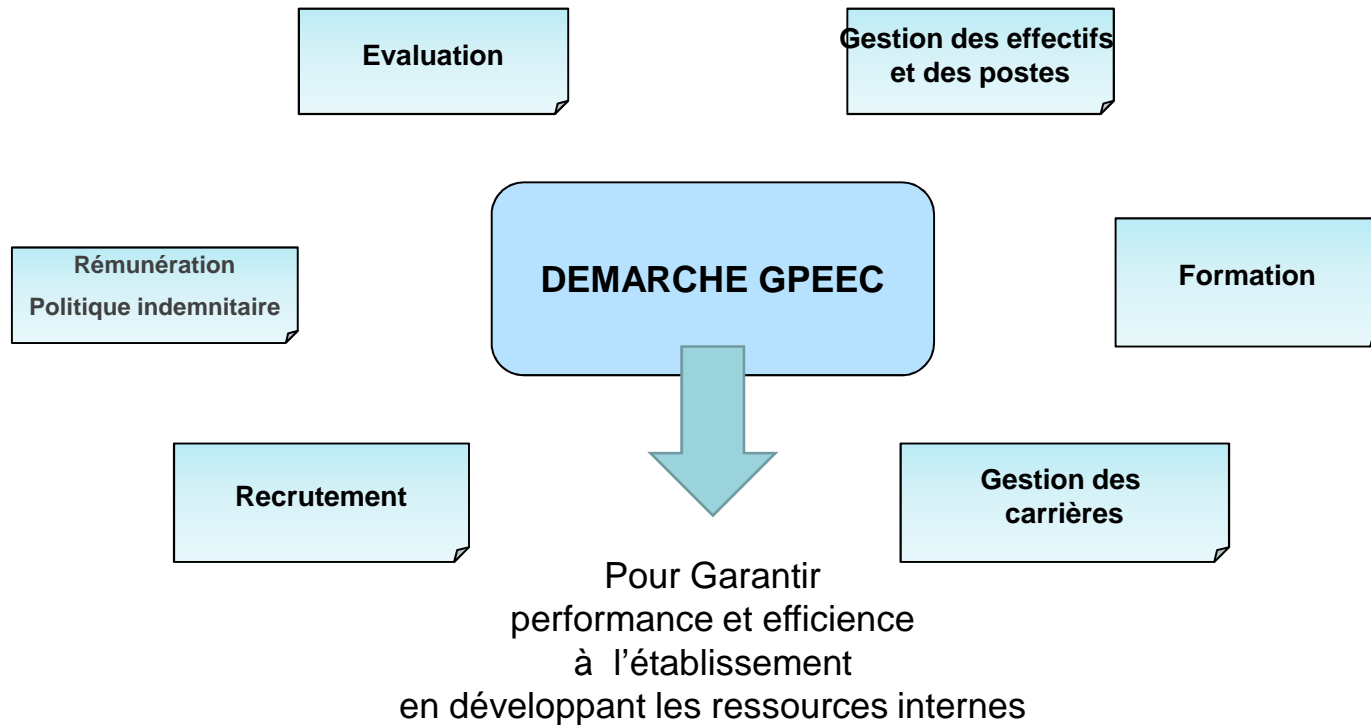 Evaluation
Gestion des effectifs
et des postes
Rémunération
Politique indemnitaire
DEMARCHE GPEEC
Formation
Recrutement
Gestion des
carrières
Pour Garantir
performance et efficience
à l’établissement
en développant les ressources internes